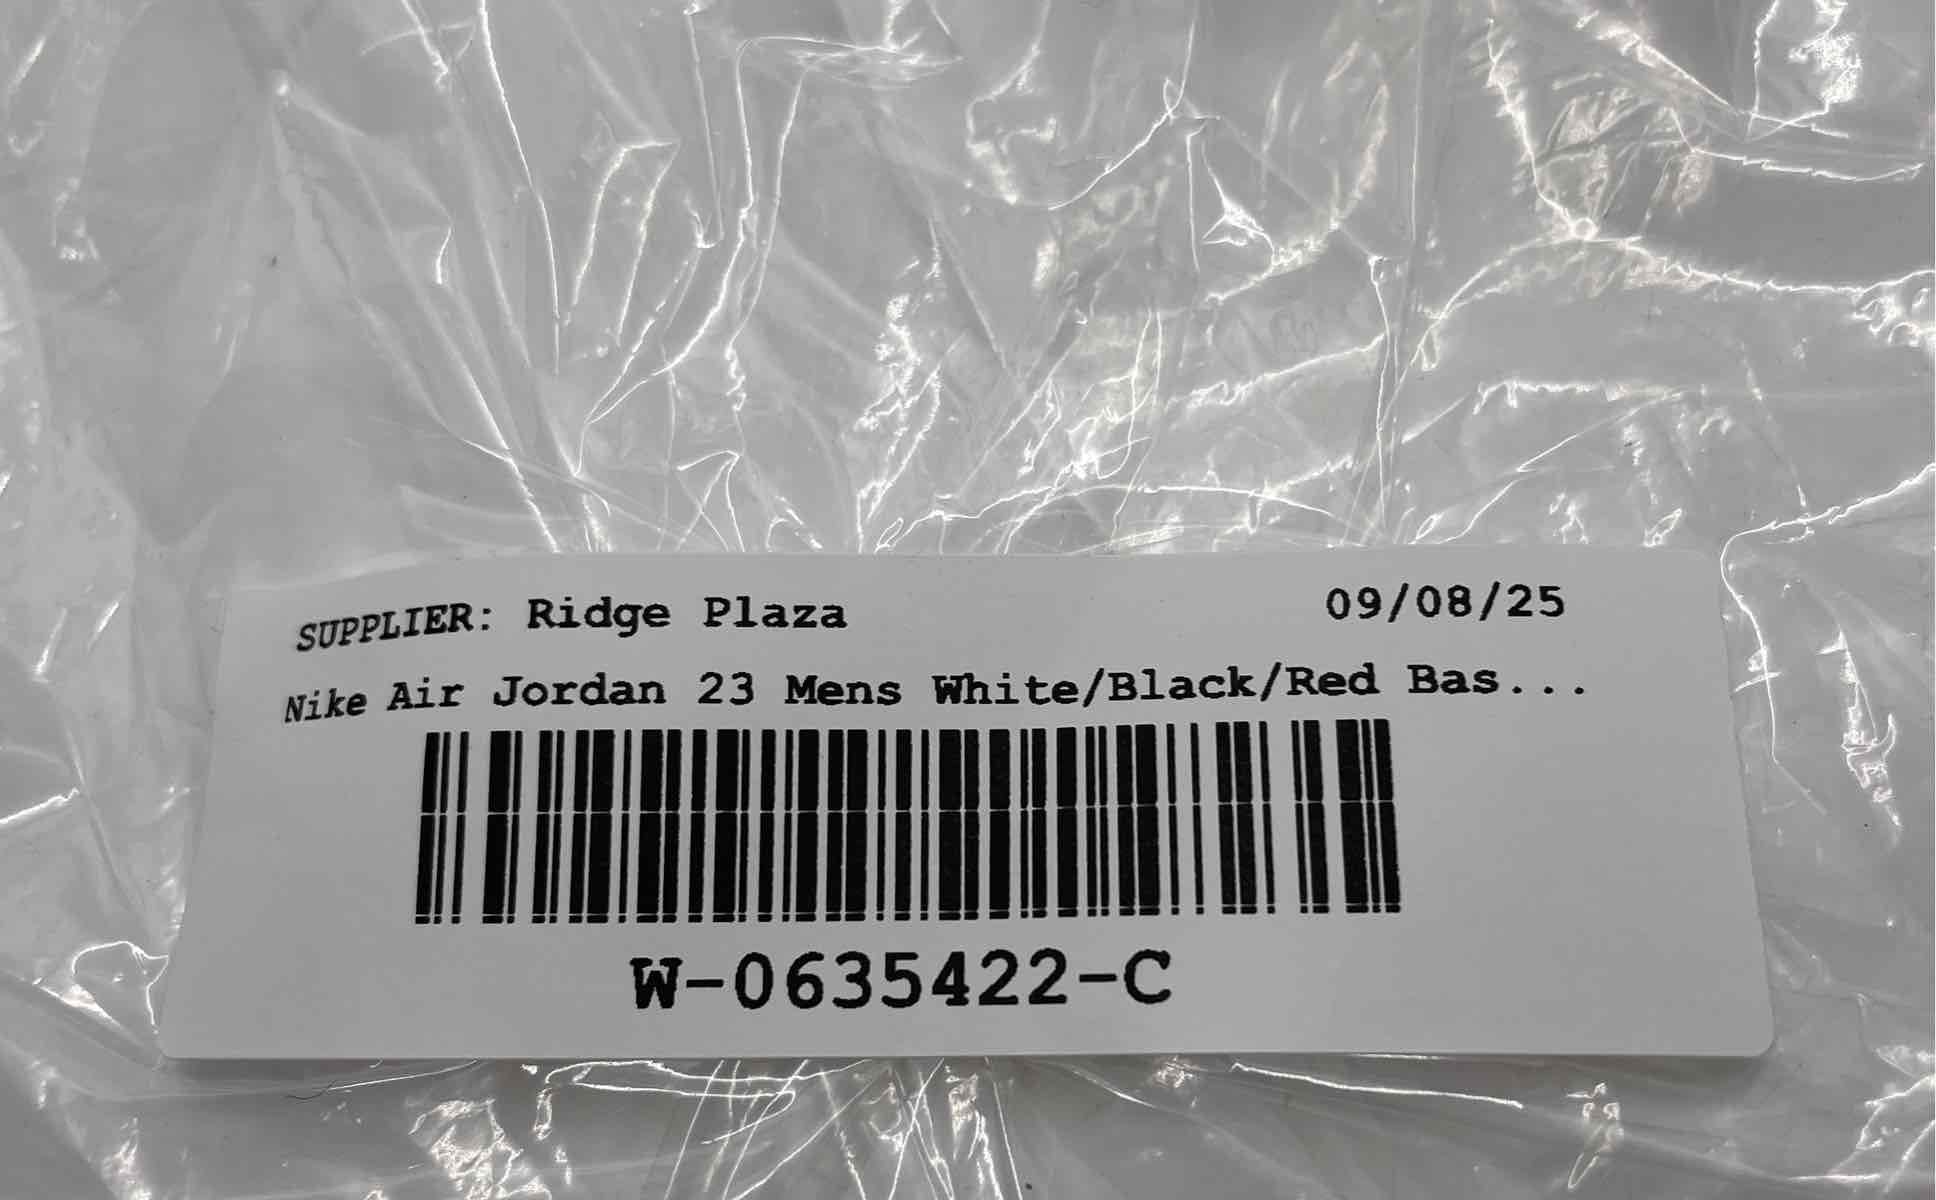 SUPPLIER: Ridge Plaza 09/08/25
Nike Air Jordan 23 Mens White/Black/Red Bas...
W-0635422-C